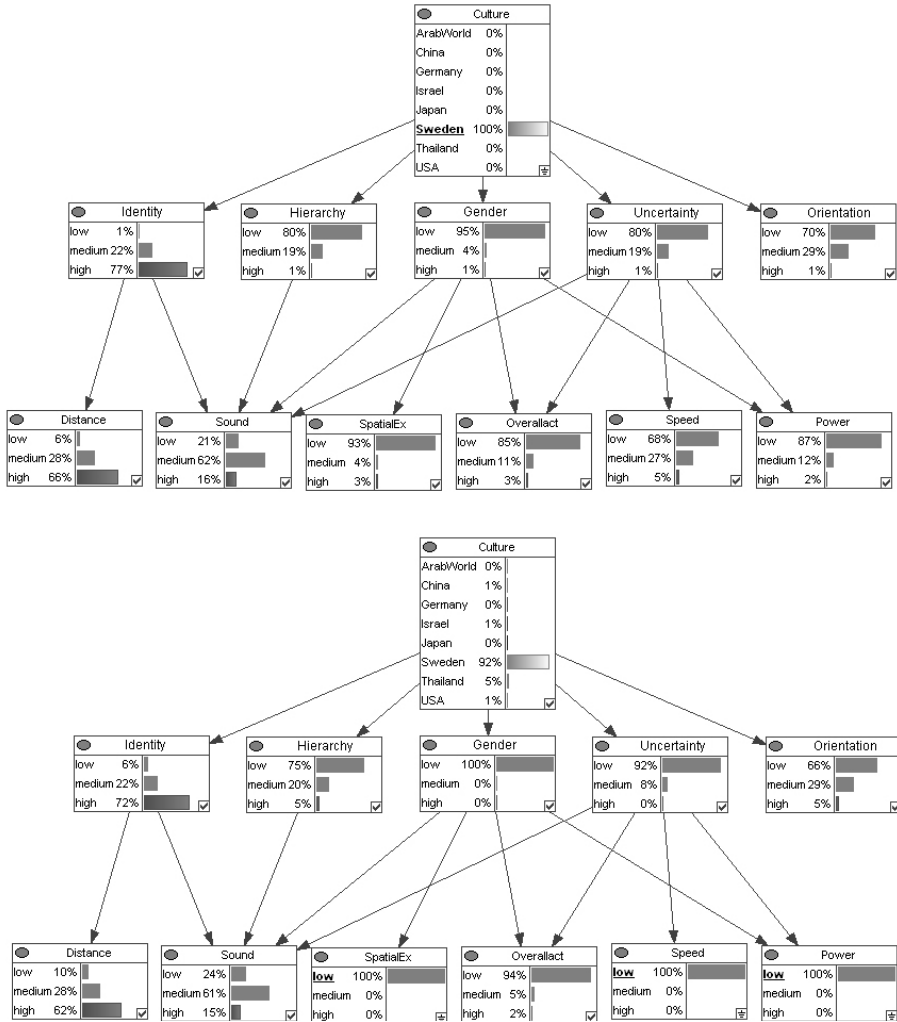 Culture
ArabWorld 0%
China 0%
Germany 0%
Israel 0%
Japan 0%
Sweden 100%
Thailand 0%
USA 0%
Identity
low 1%
medium 22%
high 77%
Hierarchy
low 80%
medium 19%
high 1%
Gender
low 95%
medium 4%
high 1%
Uncertainty
low 80%
medium 19%
high 1%
Orientation
low 70%
medium 29%
high 1%
Distance
low 6%
medium 28%
high 66%
Sound
low 21%
medium 62%
high 16%
SpatialEx
low 93%
medium 4%
high 3%
Overallact
low 85%
medium 11%
high 3%
Speed
low 68%
medium 27%
high 5%
Power
low 87%
medium 12%
high 2%
Culture
ArabWorld 0%
China 1%
Germany 0%
Israel 1%
Japan 0%
Sweden 92%
Thailand 5%
USA 1%
Identity
low 6%
medium 22%
high 72%
Hierarchy
low 75%
medium 20%
high 5%
Gender
low 100%
medium 0%
high 0%
Uncertainty
low 92%
medium 8%
high 0%
Orientation
low 66%
medium 29%
high 5%
Distance
low 10%
medium 28%
high 62%
Sound
low 24%
medium 61%
high 15%
SpatialEx
low 100%
medium 0%
high 0%
Overallact
low 94%
medium 5%
high 2%
Speed
low 100%
medium 0%
high 0%
Power
low 100%
medium 0%
high 0%